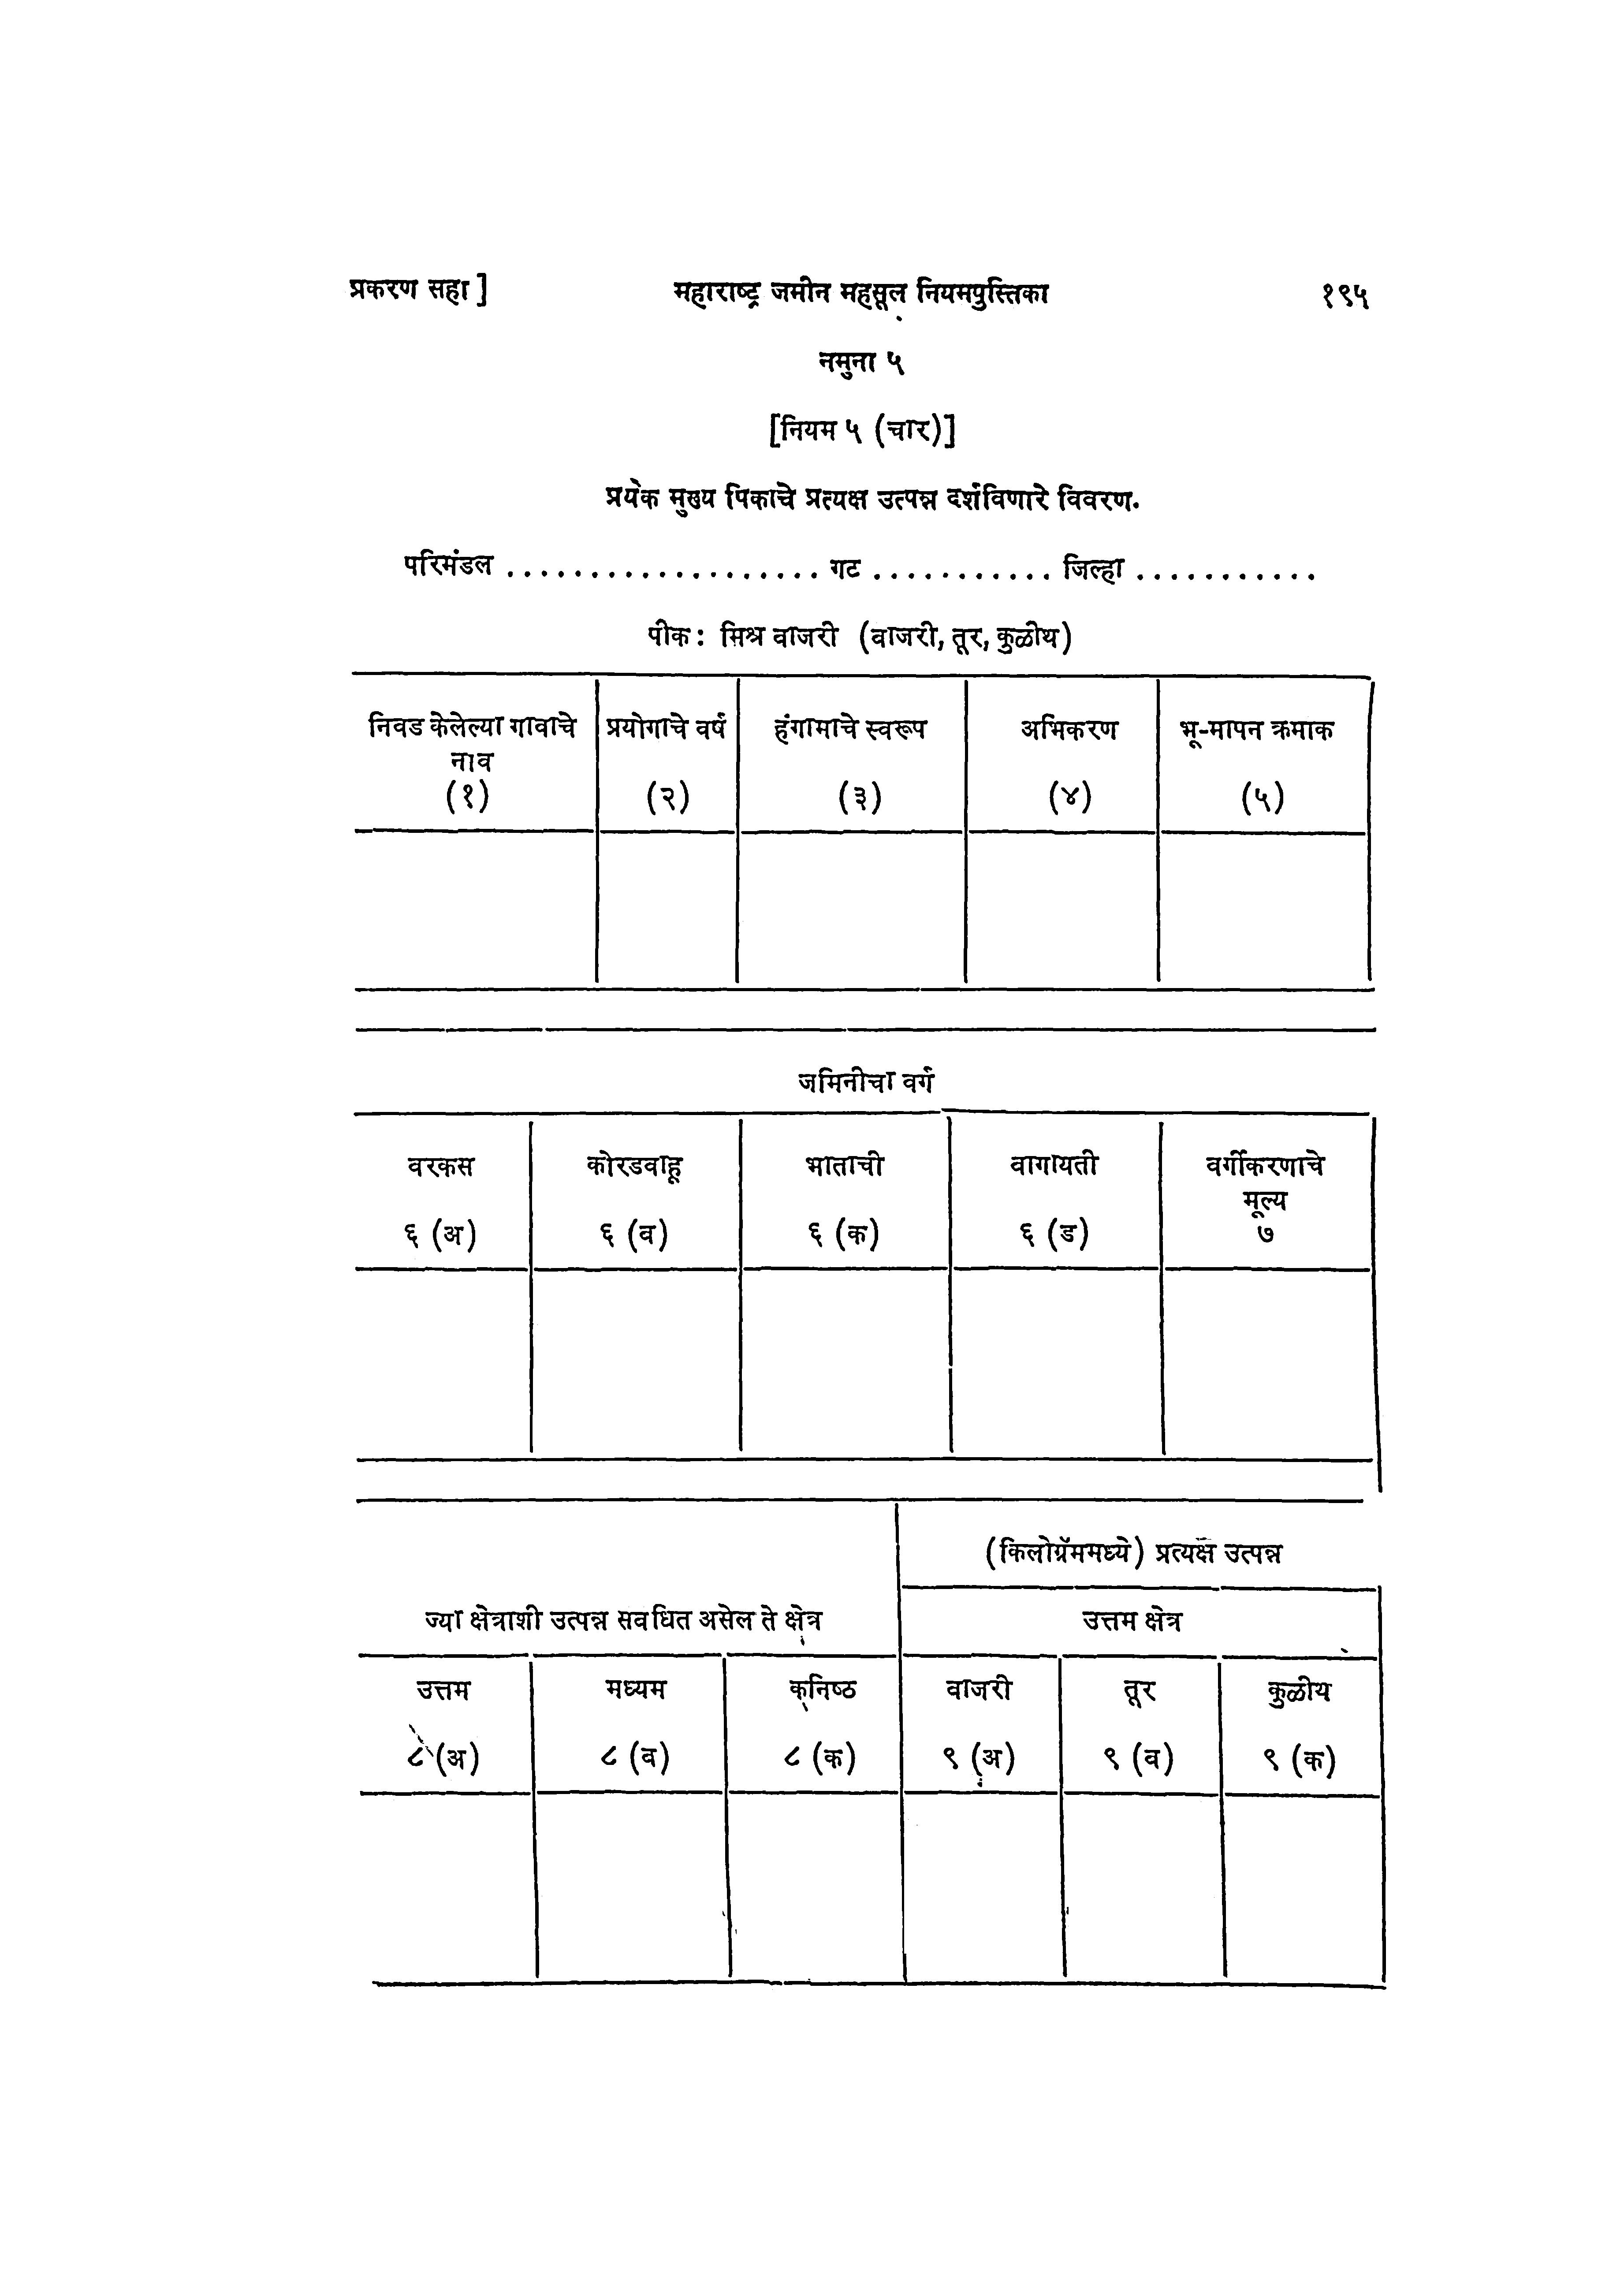 प्रकरण सहा ] महाराष्ट्र जमीन महसूल नियमपुस्तिका १९५
नमुना ५
[नियम ५ (चार)]
प्रयेक मुख्य पिकाचे प्रत्यक्ष उत्पन्न दर्शविणारे विवरण.
परिमंडल ................... गट ........... जिल्हा ...........
पीक : मिश्र वाजरी (वाजरी, तूर, कुळीथ)
निवड केलेल्या गावाचे प्रयोगाचे वर्ष हंगामाचे स्वरूप अभिकरण भू-मापन क्रमाक
नाव
(१) (२) (३) (४) (५)
जमिनीचा वर्ग
वरकस कोरडवाहू भाताची वागायती वर्गीकरणाचे
मूल्य
६ (अ) ६ (व) ६ (क) ६ (ड) ७
(किलोग्रॅममध्ये) प्रत्यक्ष उत्पन्न
ज्या क्षेत्राशी उत्पन्न सवधित असेल ते क्षेत्र उत्तम क्षेत्र
उत्तम मध्यम कनिष्ठ वाजरी तूर कुळीथ
८ (अ) ८ (व) ८ (क) ९ (अ) ९ (व) ९ (क)